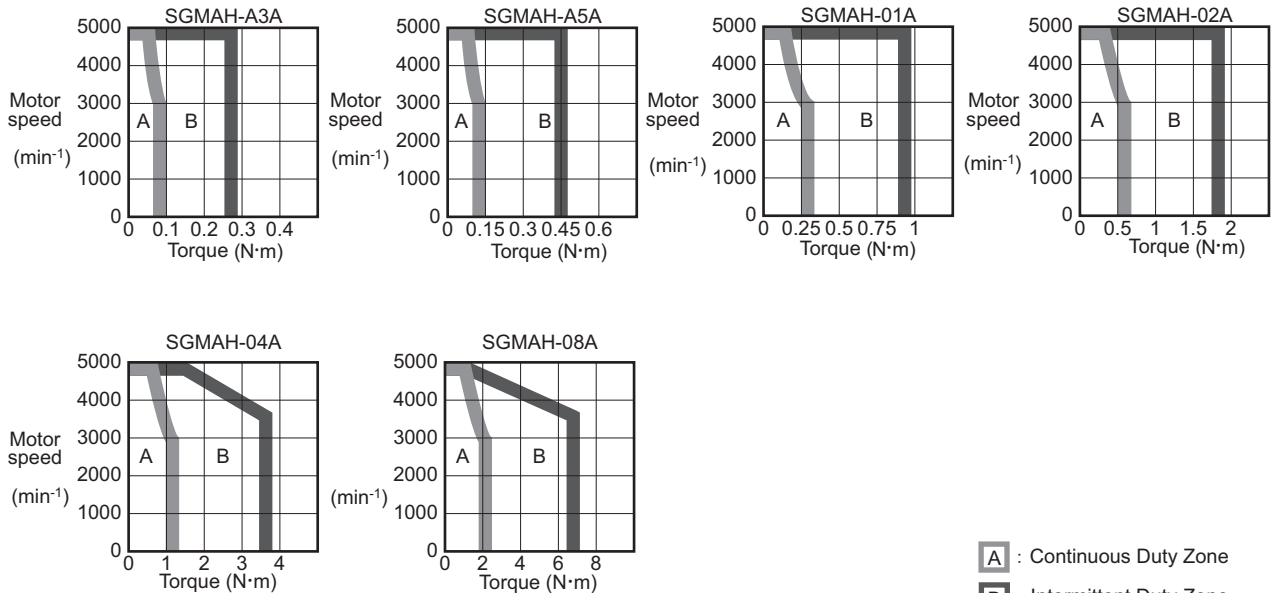 SGMAH-A3A
5000
4000
3000
2000
1000
0
Motor
speed
(min-1)
A
B
0 0.1 0.2 0.3 0.4
Torque (N·m)
SGMAH-A5A
5000
4000
3000
2000
1000
0
Motor
speed
(min-1)
A
B
0 0.15 0.3 0.45 0.6
Torque (N·m)
SGMAH-01A
5000
4000
3000
2000
1000
0
Motor
speed
(min-1)
A
B
0 0.25 0.5 0.75 1
Torque (N·m)
SGMAH-02A
5000
4000
3000
2000
1000
0
Motor
speed
(min-1)
A
B
0 0.5 1 1.5 2
Torque (N·m)
SGMAH-04A
5000
4000
3000
2000
1000
0
Motor
speed
(min-1)
A
B
0 1 2 3 4
Torque (N·m)
SGMAH-08A
5000
4000
3000
2000
1000
0
(min-1)
A
B
0 2 4 6 8
Torque (N·m)
A : Continuous Duty Zone
B : Intermittent Duty Zone